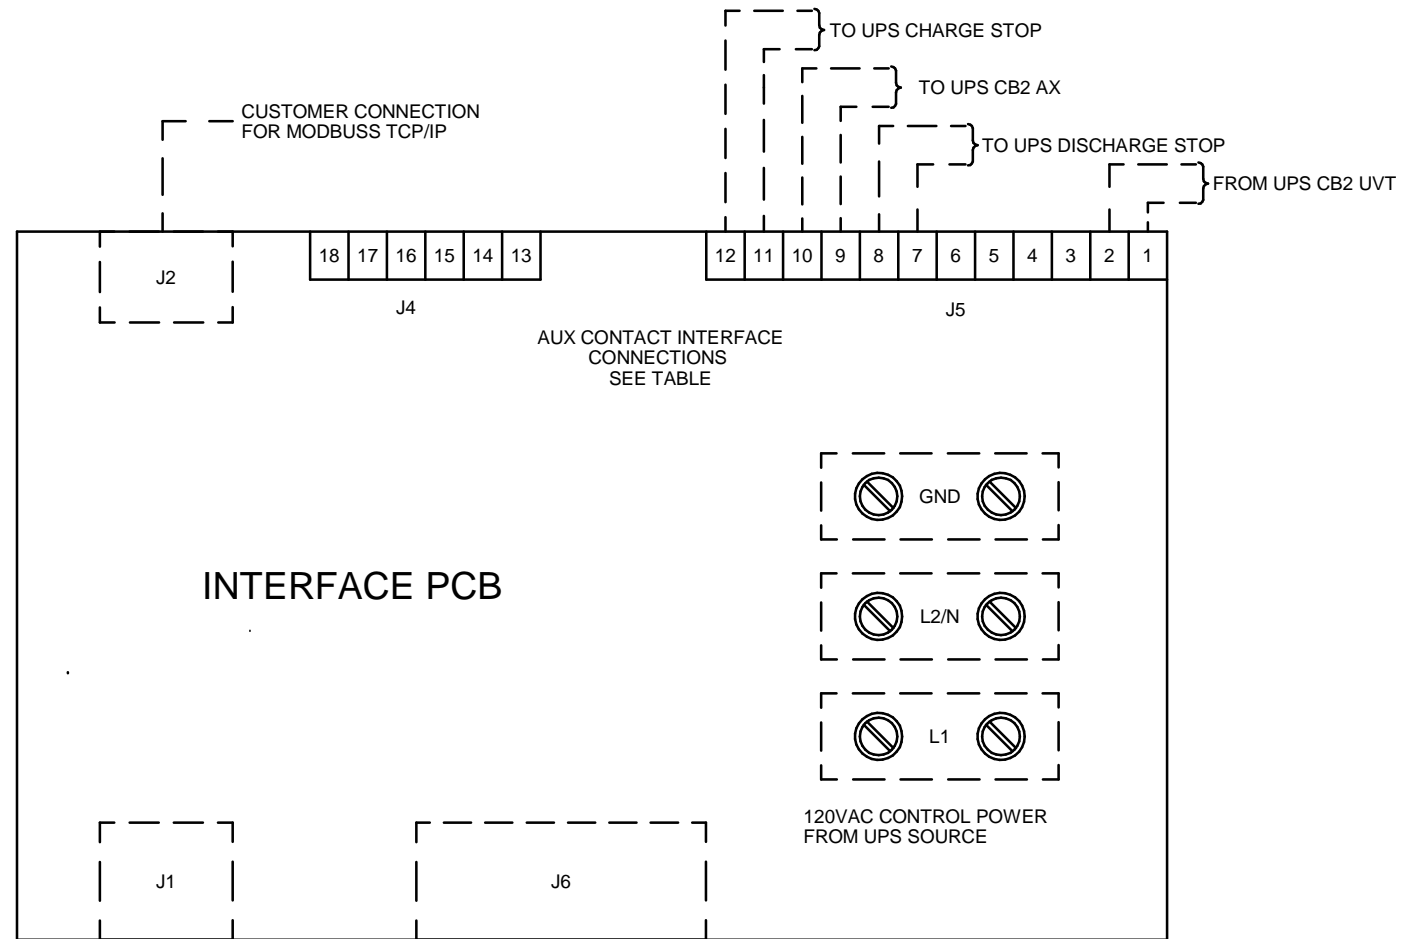 TO UPS CHARGE STOP
TO UPS CB2 AX
CUSTOMER CONNECTION
FOR MODBUSS TCP/IP
TO UPS DISCHARGE STOP
FROM UPS CB2 UVT
J2
18 17 16 15 14 13
12 11 10 9 8 7 6 5 4 3 2 1
J4
J5
AUX CONTACT INTERFACE
CONNECTIONS
SEE TABLE
GND
INTERFACE PCB
L2/N
L1
120VAC CONTROL POWER
FROM UPS SOURCE
J1
J6